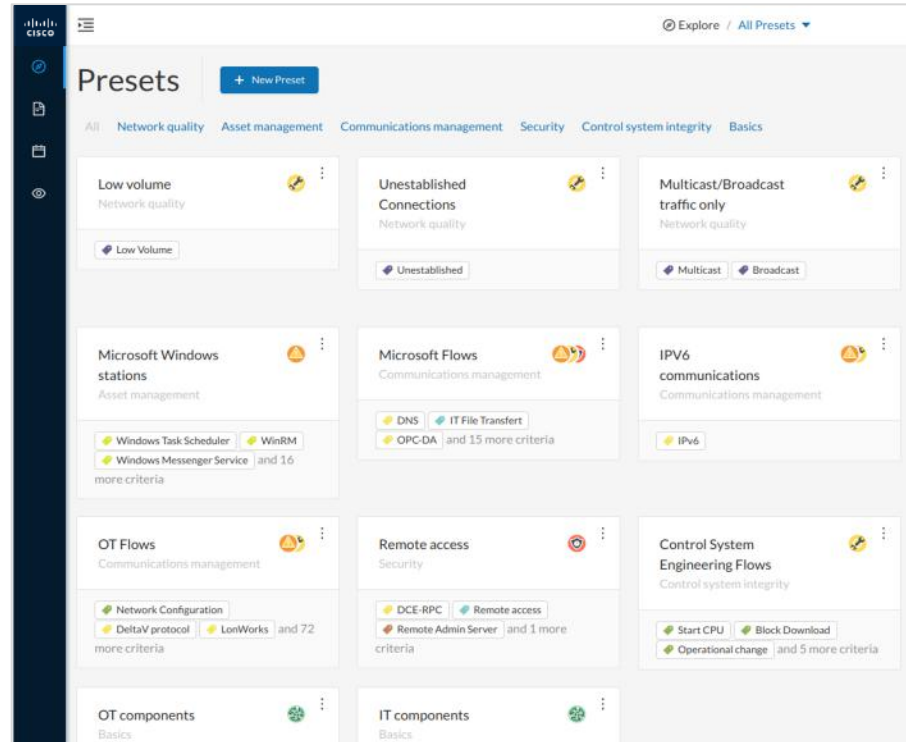 CISCO
Explore / All Presets
Presets
+ New Preset
All Network quality Asset management Communications management Security Control system integrity Basics
Low volume
Network quality
Low Volume
Unestablished
Connections
Network quality
Unestablished
Multicast/Broadcast
traffic only
Network quality
Multicast Broadcast
Microsoft Windows
stations
Asset management
Windows Task Scheduler WinRM
Windows Messenger Service and 16
more criteria
Microsoft Flows
Communications management
DNS IT File Transfert
OPC-DA and 15 more criteria
IPV6
communications
Communications management
IPv6
OT Flows
Communications management
Network Configuration
DeltaV protocol LonWorks and 72
more criteria
Remote access
Security
DCE-RPC Remote access
Remote Admin Server and 1 more
criteria
Control System
Engineering Flows
Control system integrity
Start CPU Block Download
Operational change and 5 more criteria
OT components
Basics
IT components
Basics